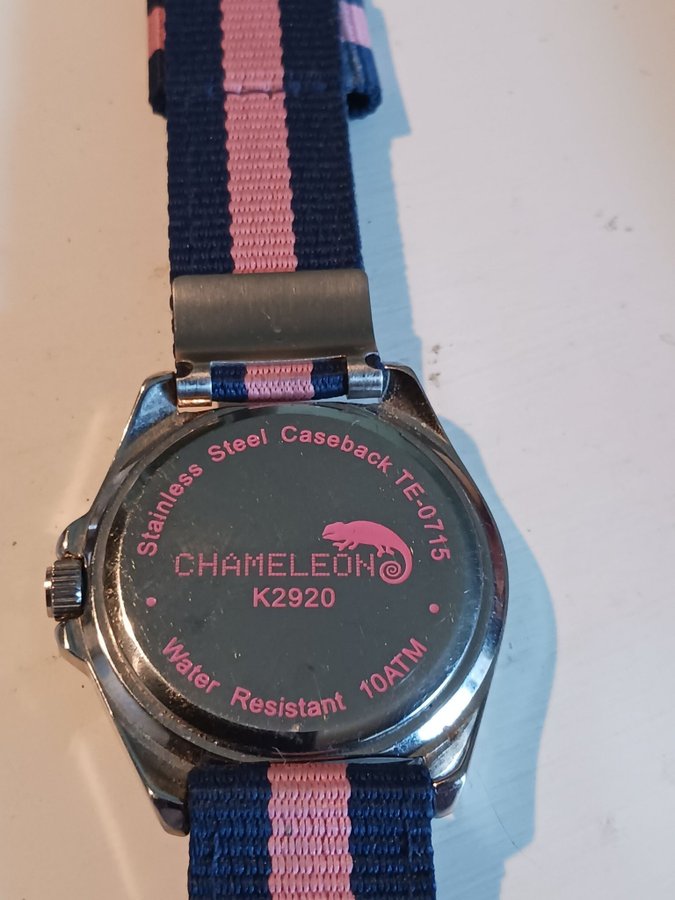 Stainless Steel Caseback TE-0715
CHAMELEON
K2920
Water Resistant 10ATM